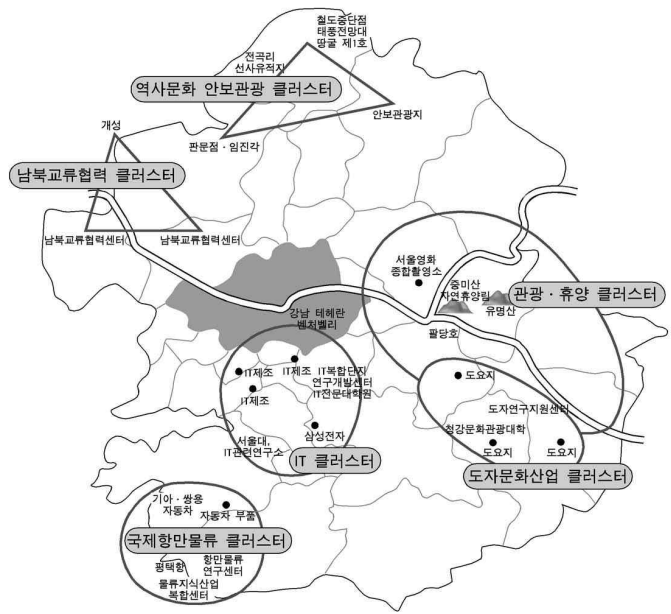 철도중단점
태풍전망대
땅굴 제1호
전곡리
선사유적지
역사문화 안보관광 클러스터
안보관광지
판문점·임진각
개성
남북교류협력 클러스터
남북교류협력센터
남북교류협력센터
서울영화
종합촬영소
중미산
자연휴양림
유명산
관광·휴양 클러스터
팔당호
강남 테헤란
벤처벨리
IT제조
IT제조
IT제조
IT복합단지
연구개발센터
IT전문대학원
서울대,
IT관련연구소
삼성전자
IT 클러스터
도요지
도자연구지원센터
청강문화관광대학
도요지
도요지
도자문화산업 클러스터
기아·쌍용
자동차
자동차 부품
국제항만물류 클러스터
평택항
항만물류
연구센터
물류지식산업
복합센터